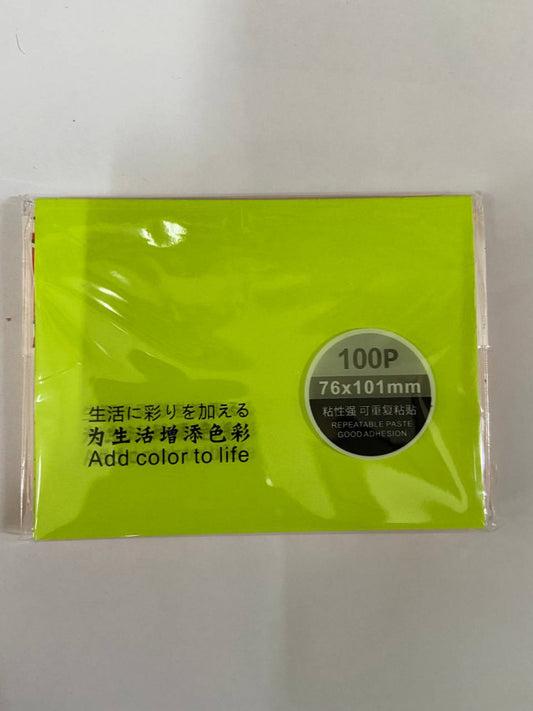 100P
76x101mm
粘性强 可重复粘贴
REPEATABLE PASTE
GOOD ADHESION
生活に彩りを加える
为生活增添色彩
Add color to life